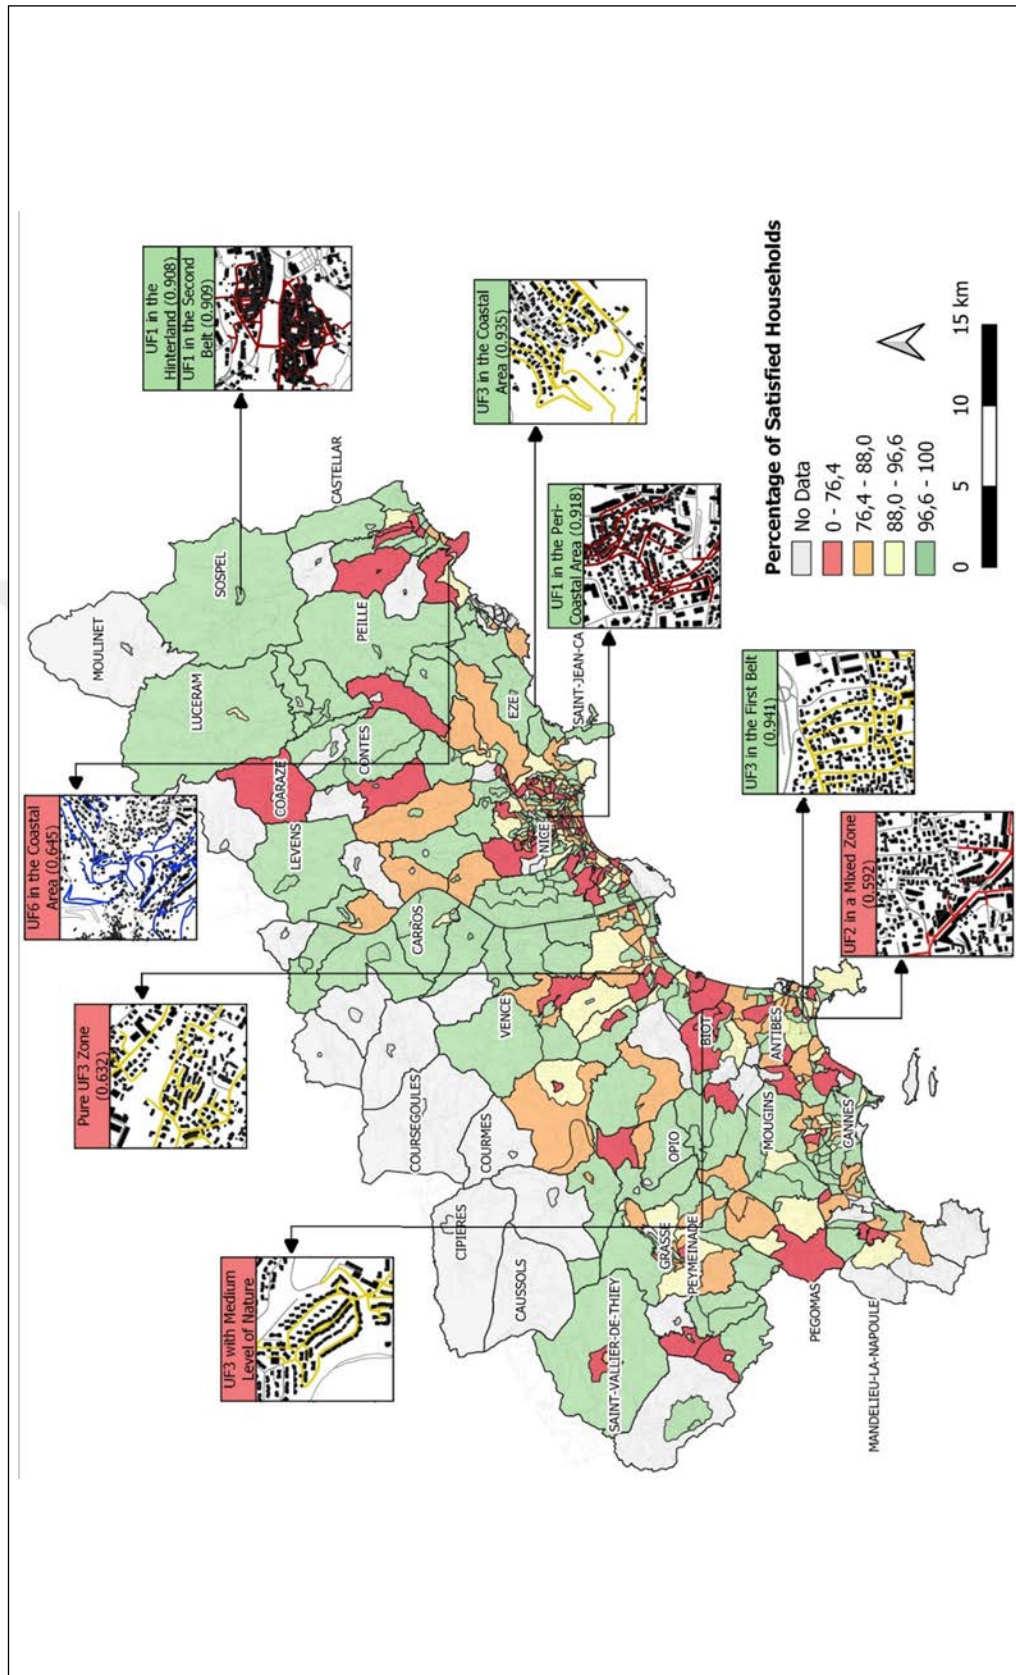 UF3 with Medium
Level of Nature
Pure UF3 Zone
(0.632)
UF6 in the Coastal
Area (0.645)
UF1 in the
Hinterland (0.908)
UF1 in the Second
Belt (0.909)
UF3 in the Coastal
Area (0.935)
UF1 in the Peri-
Coastal Area (0.918)
UF3 in the First Belt
(0.941)
UF2 in a Mixed Zone
(0.592)
MOULINET
SOSPEL
CASTELLAR
LUCERAM
PEILLE
COARAZE
CONTES
LEVENS
EZE
SAINT-JEAN-CA
NICE
CARROS
VENCE
COURSEGOULES
COURMES
CIPIERES
CAUSSOLS
SAINT-VALLIER-DE-THIEY
GRASSE
PEYMEINADE
OPIO
BIOT
ANTIBES
MOUGINS
CANNES
PEGOMAS
MANDELIEU-LA-NAPOULE
Percentage of Satisfied Households
No Data
0 - 76,4
76,4 - 88,0
88,0 - 96,6
96,6 - 100
0 5 10 15 km